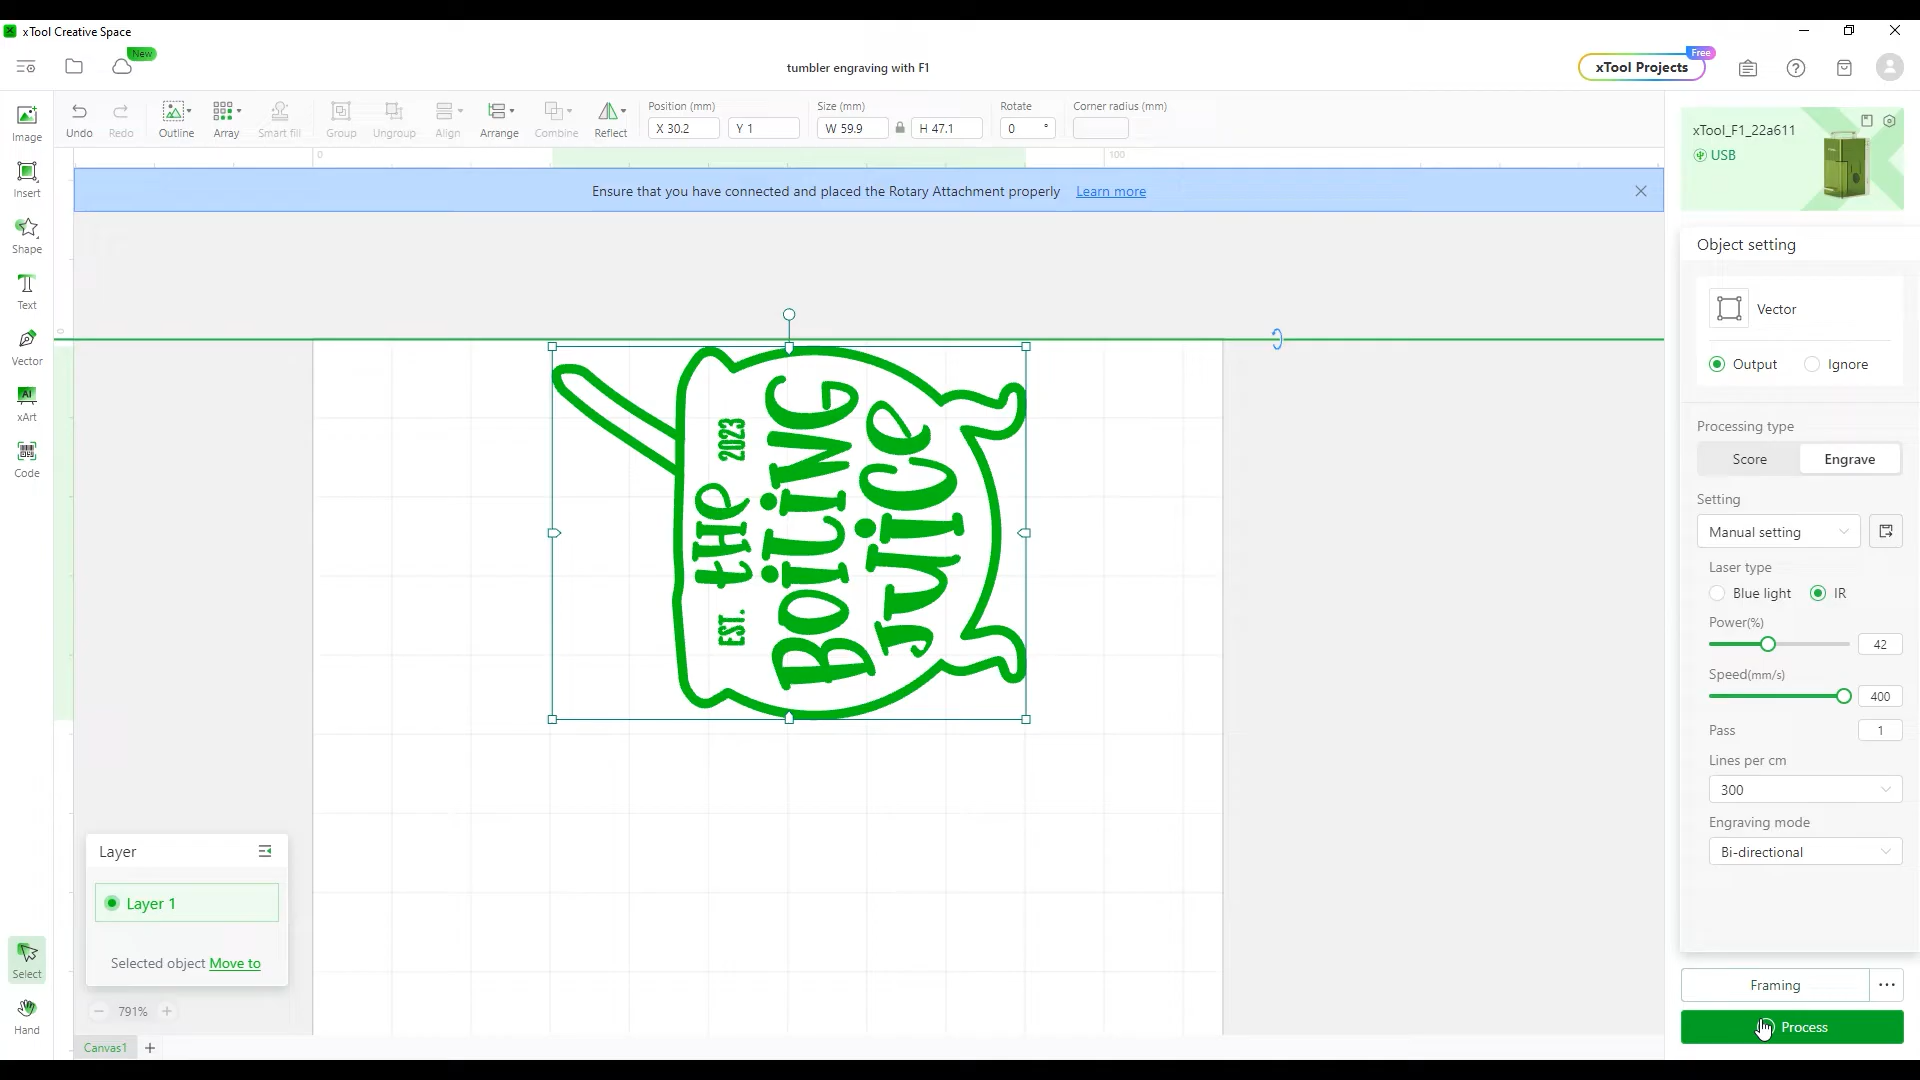 xTool Creative Space
New
tumbler engraving with F1
Free
xTool Projects
Undo
Redo
Outline
Array
Smart fill
Group
Ungroup
Align
Arrange
Combine
Reflect
Position (mm)
X 30.2
Y 1
Size (mm)
W 59.9
H 47.1
Rotate
0 °
Corner radius (mm)
Image
Insert
Shape
Text
Vector
AI
xArt
Code
Select
Hand
0
100
0
Ensure that you have connected and placed the Rotary Attachment properly Learn more
EST. the 2023
BOiLiNG
JUiCe
Layer
Layer 1
Selected object Move to
791%
Canvas1
xTool_F1_22a611
USB
Object setting
Vector
Output
Ignore
Processing type
Score
Engrave
Setting
Manual setting
Laser type
Blue light
IR
Power(%)
42
Speed(mm/s)
400
Pass
1
Lines per cm
300
Engraving mode
Bi-directional
Framing
Process